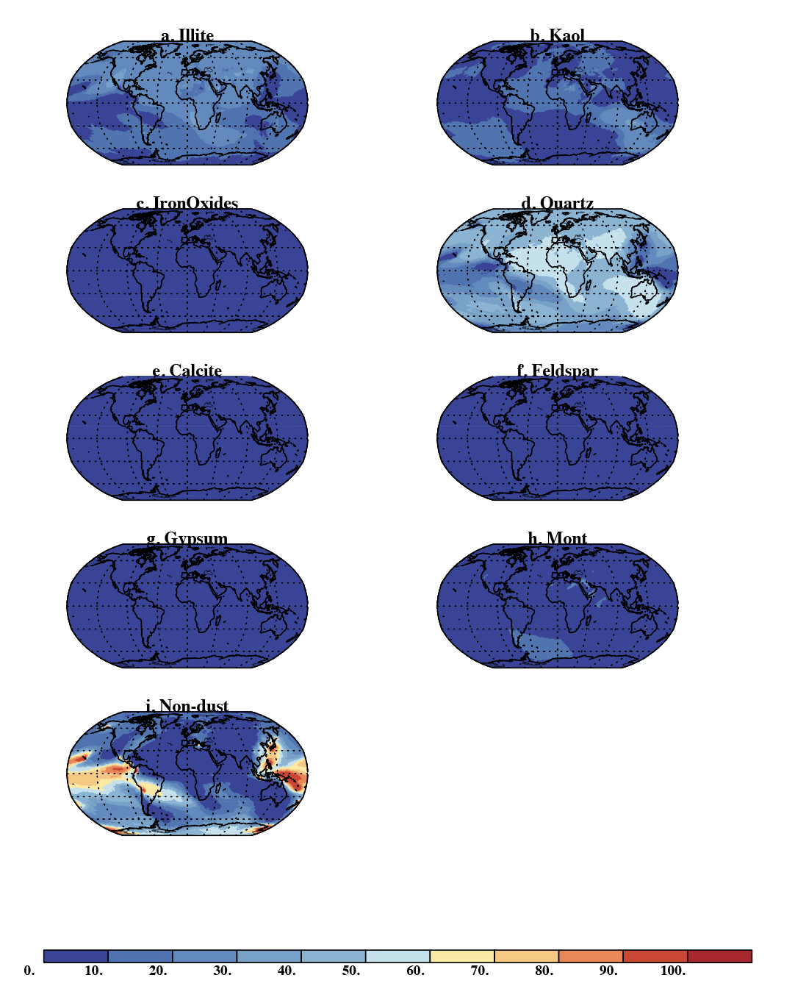 a. Illite
b. Kaol
c. IronOxides
d. Quartz
e. Calcite
f. Feldspar
g. Gypsum
h. Mont
i. Non-dust
0. 10. 20. 30. 40. 50. 60. 70. 80. 90. 100.